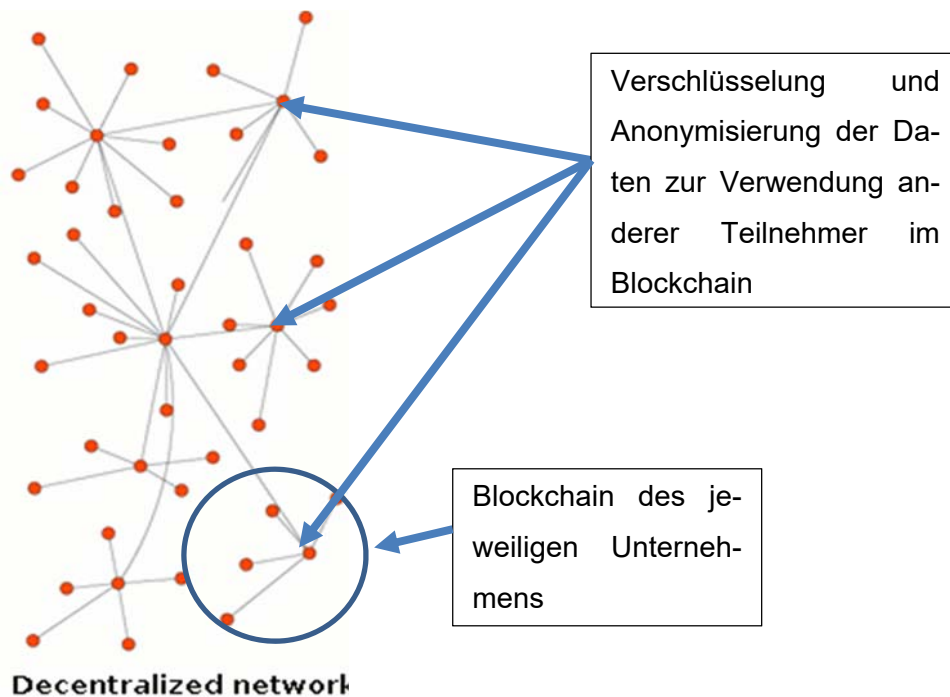 Verschlüsselung und
Anonymisierung der Da-
ten zur Verwendung an-
derer Teilnehmer im
Blockchain
Blockchain des je-
weiligen Unterneh-
mens
Decentralized network